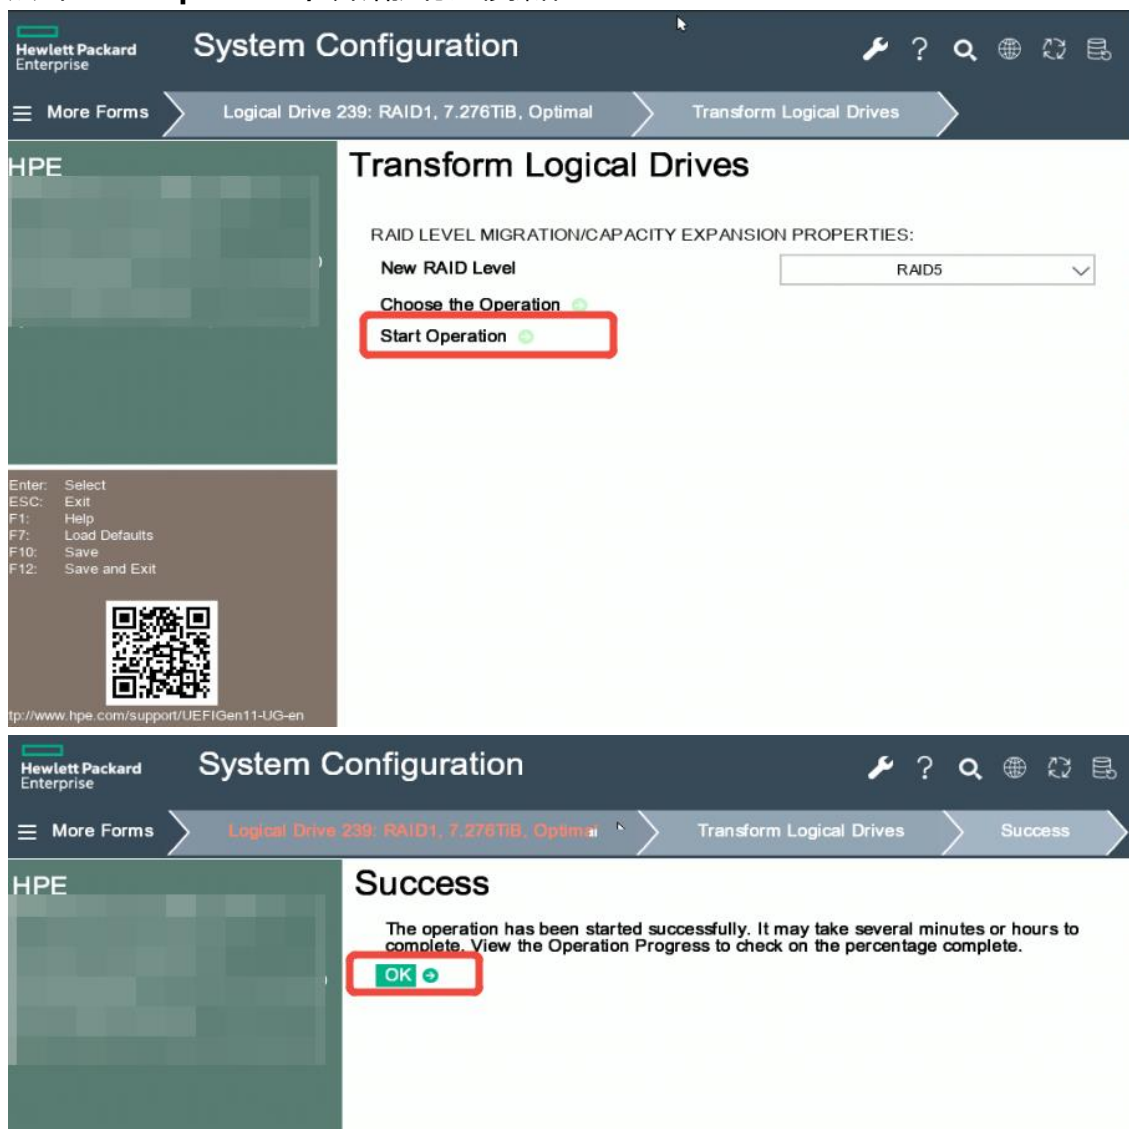 Hewlett Packard
Enterprise
System Configuration
More Forms
Logical Drive 239: RAID1, 7.276TiB, Optimal
Transform Logical Drives
HPE
Transform Logical Drives
RAID LEVEL MIGRATION/CAPACITY EXPANSION PROPERTIES:
New RAID Level
RAID5
Choose the Operation
Start Operation
Enter: Select
ESC: Exit
F1: Help
F7: Load Defaults
F10: Save
F12: Save and Exit
tp://www.hpe.com/support/UEFIGen11-UG-en
Hewlett Packard
Enterprise
System Configuration
More Forms
Logical Drive 239: RAID1, 7.276TiB, Optimal
Transform Logical Drives
Success
HPE
Success
The operation has been started successfully. It may take several minutes or hours to
complete. View the Operation Progress to check on the percentage complete.
OK